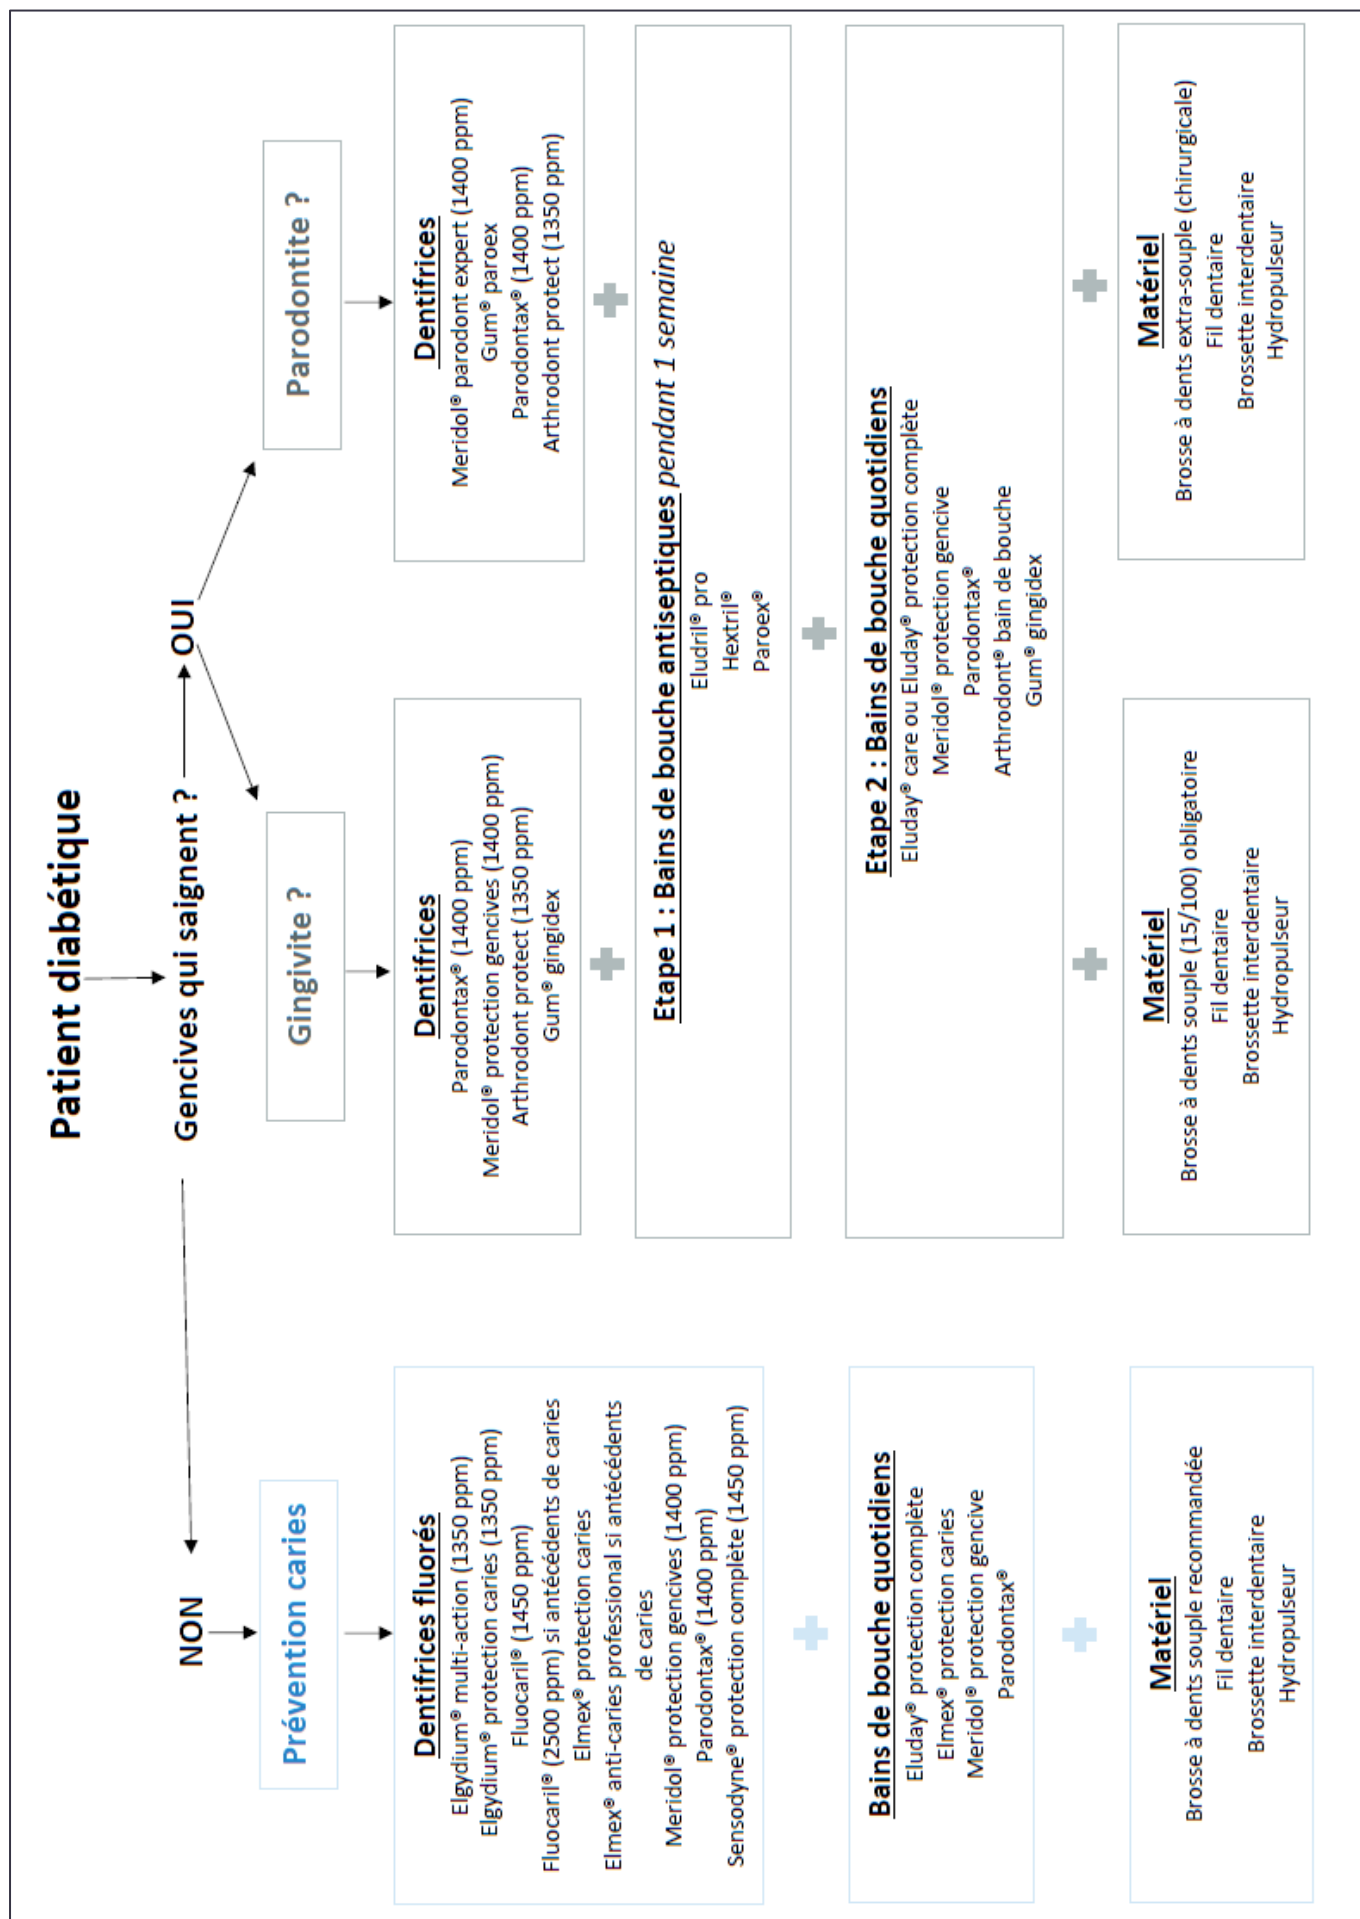 Patient diabétique
Gencives qui saignent ?
NON
OUI
Prévention caries
Dentifrices fluorés
Elgydium® multi-action (1350 ppm)
Elgydium® protection caries (1350 ppm)
Fluocaril® (1450 ppm)
Fluocaril® (2500 ppm) si antécédents de caries
Elmex® protection caries
Elmex® anti-caries professional si antécédents
de caries
Meridol® protection gencives (1400 ppm)
Parodontax® (1400 ppm)
Sensodyne® protection complète (1450 ppm)
Bains de bouche quotidiens
Eluday® protection complète
Elmex® protection caries
Meridol® protection gencive
Parodontax®
Matériel
Brosse à dents souple recommandée
Fil dentaire
Brossette interdentaire
Hydropulseur
Gingivite ?
Dentifrices
Parodontax® (1400 ppm)
Meridol® protection gencives (1400 ppm)
Arthrodont protect (1350 ppm)
Gum® gingidex
Parodontite ?
Dentifrices
Meridol® parodont expert (1400 ppm)
Gum® paroex
Parodontax® (1400 ppm)
Arthrodont protect (1350 ppm)
Etape 1 : Bains de bouche antiseptiques pendant 1 semaine
Eludril® pro
Hextril®
Paroex®
Etape 2 : Bains de bouche quotidiens
Eluday® care ou Eluday® protection complète
Meridol® protection gencive
Parodontax®
Arthrodont® bain de bouche
Gum® gingidex
Matériel
Brosse à dents souple (15/100) obligatoire
Fil dentaire
Brossette interdentaire
Hydropulseur
Matériel
Brosse à dents extra-souple (chirurgicale)
Fil dentaire
Brossette interdentaire
Hydropulseur